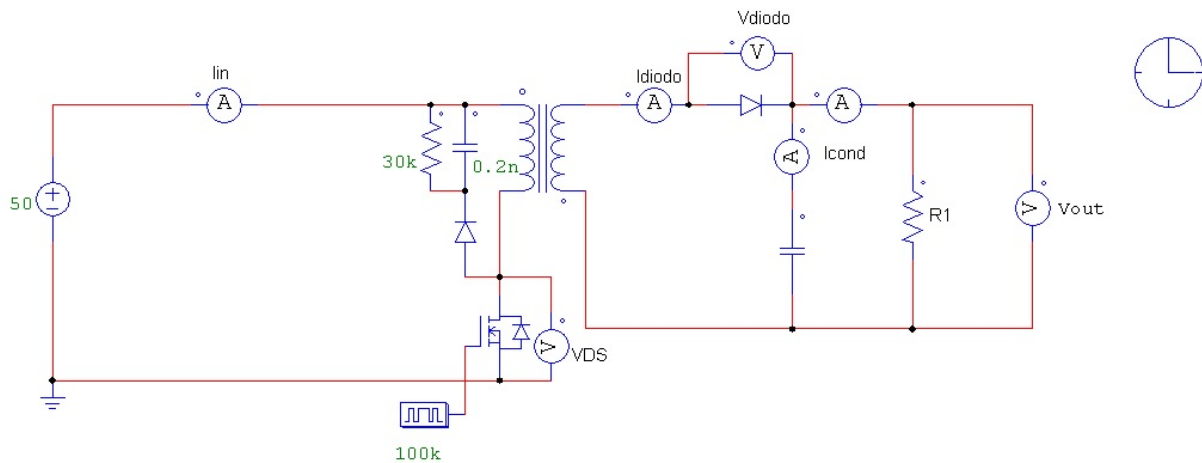 Vdiodo
V
Iin
Idiodo
A
A
A
30k
0.2n
A
Icond
50
R1
V
Vout
V
VDS
100k